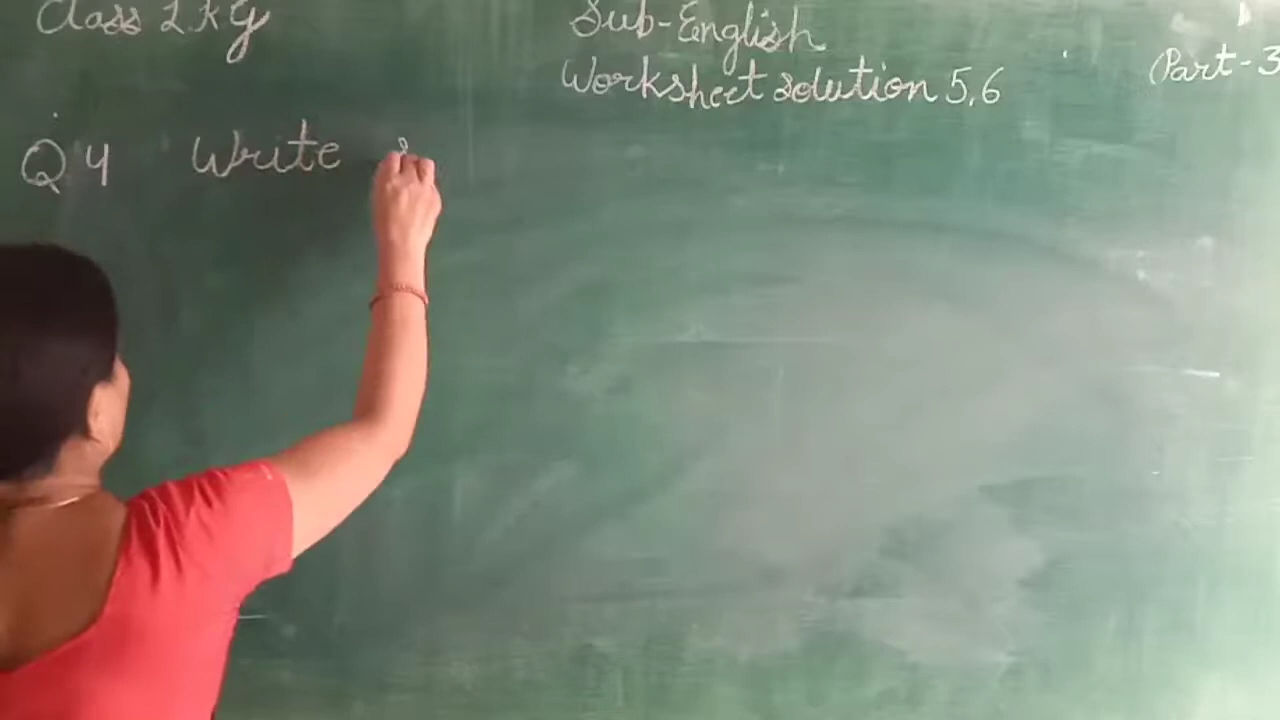 Class LKG
Sub-English
Worksheet solution 5,6
(Part-3
Q 4 Write